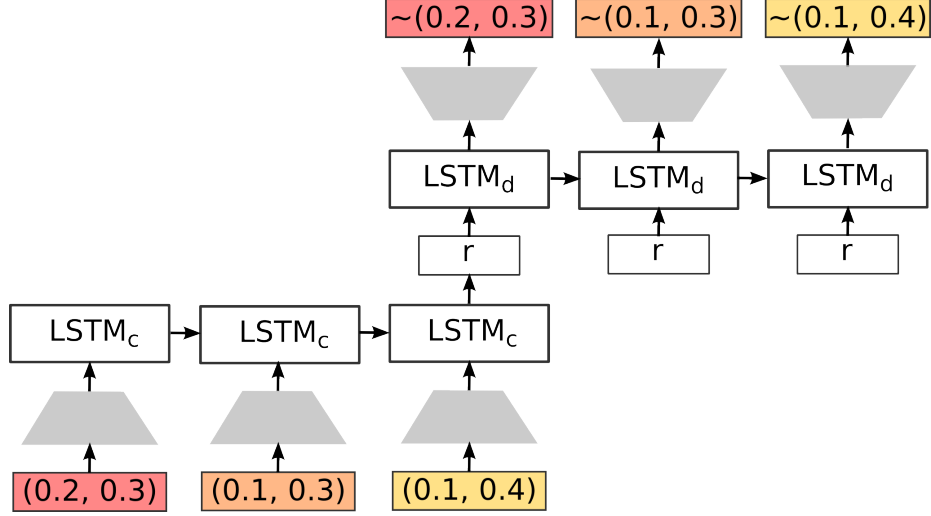 ~(0.2, 0.3) ~(0.1, 0.3) ~(0.1, 0.4)
LSTMd LSTMd LSTMd
r r r
LSTMc LSTMc LSTMc
(0.2, 0.3) (0.1, 0.3) (0.1, 0.4)